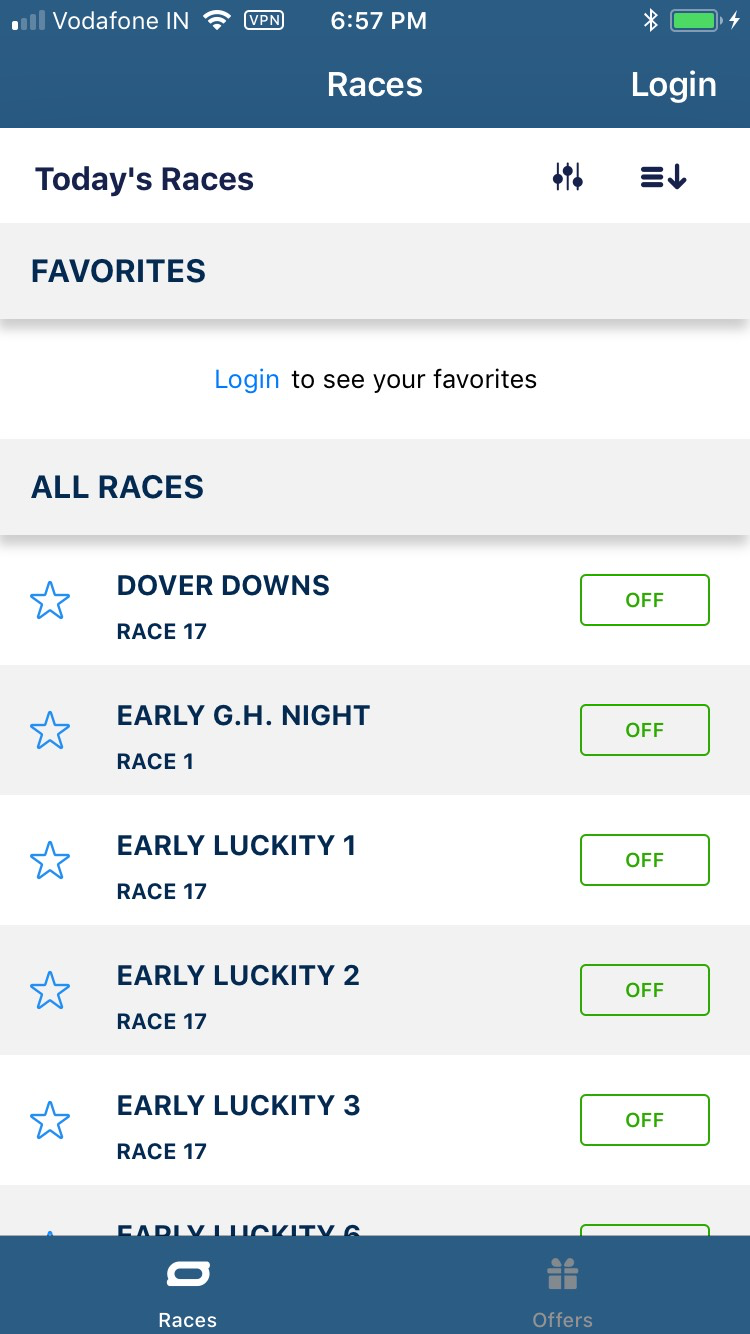 Vodafone IN VPN 6:57 PM
Races Login
Today's Races
FAVORITES
Login to see your favorites
ALL RACES
DOVER DOWNS
RACE 17
OFF
EARLY G.H. NIGHT
RACE 1
OFF
EARLY LUCKITY 1
RACE 17
OFF
EARLY LUCKITY 2
RACE 17
OFF
EARLY LUCKITY 3
RACE 17
OFF
EARLY LUCKITY 6
Races Offers